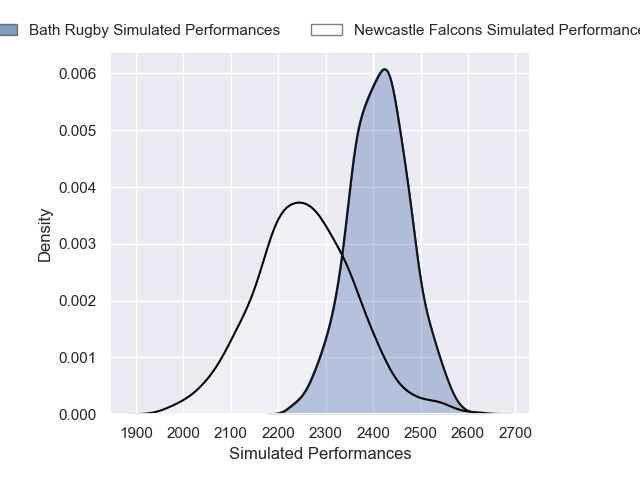 Bath Rugby Simulated Performances Newcastle Falcons Simulated Performance
0.006
0.005
0.004
0.003
0.002
0.001
0.000
Density
1900 2000 2100 2200 2300 2400 2500 2600 2700
Simulated Performances